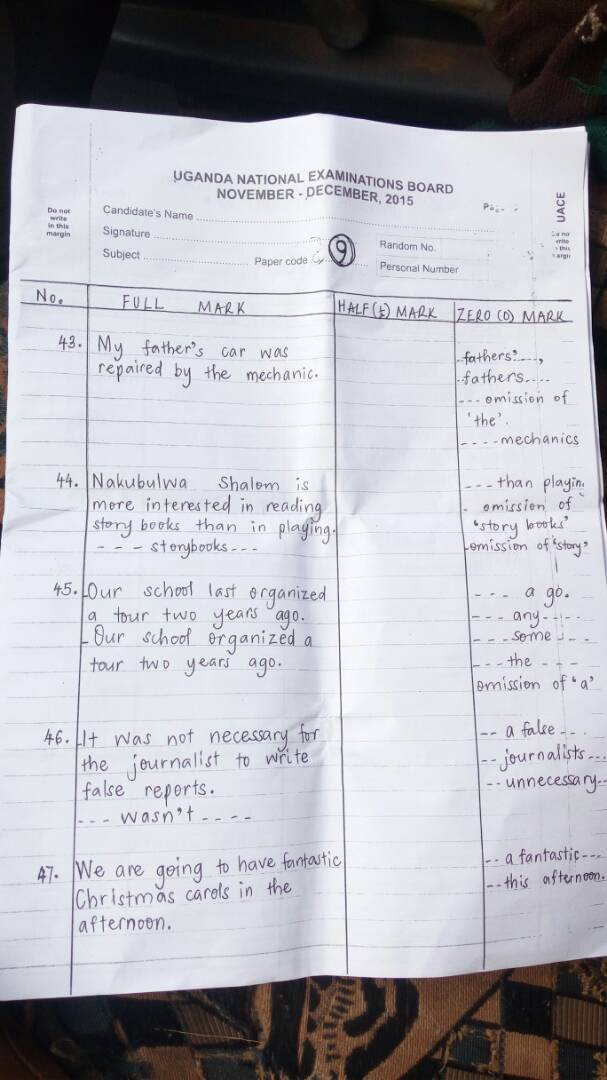 UGANDA NATIONAL EXAMINATIONS BOARD
NOVEMBER - DECEMBER, 2015
UACE
Do not
write
in this
margin
Candidate's Name
Signature
Random No.
Subject
Paper code
9
Personal Number
No. FULL MARK HALF(½) MARK ZERO (0) MARK
43. My father's car was
repaired by the mechanic.
..fathers'....,
..fathers....
--- omission of
'the'.
----mechanics
44. Nakubulwa Shalom is
more interested in reading
story books than in playing.
--- storybooks---
---than playing
- omission of
"story books"
-omission of "story"
45. -Our school last organized
a tour two years ago.
-Our school organized a
tour two years ago.
--- a go.
--- any----
---some ---
---the ---
omission of 'a'
46. -It was not necessary for
the journalist to write
false reports.
--- wasn't ----
-- a false ---
--journalists---
--unnecessary--
47. We are going to have fantastic
Christmas carols in the
afternoon.
-- a fantastic---
--this afternoon.